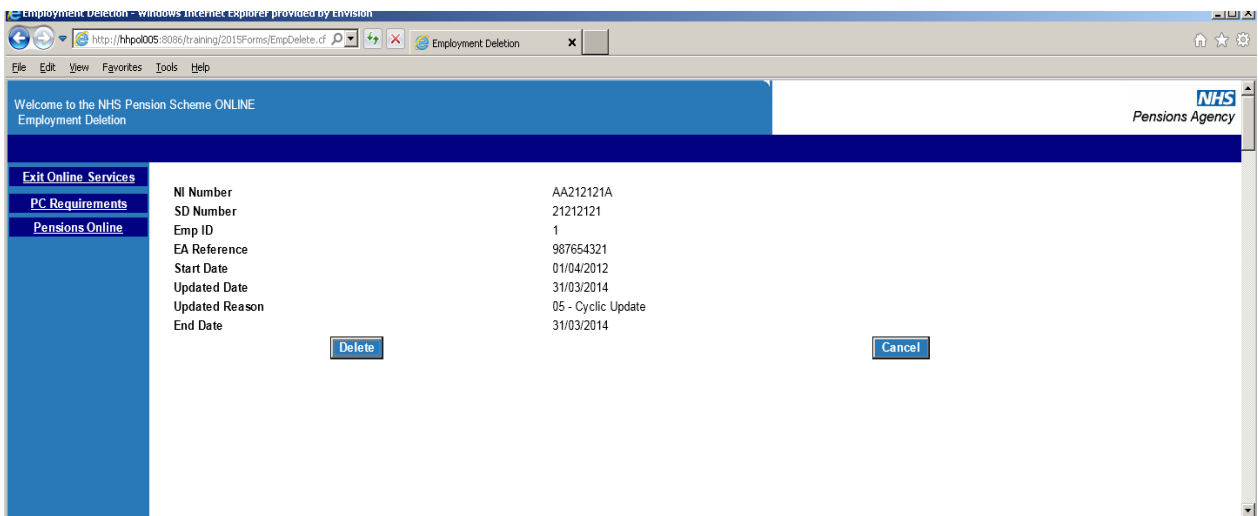 Employment Deletion - Windows Internet Explorer provided by Envision
http://hhpol005:8086/training/2015Forms/EmpDelete.cf
Employment Deletion
File Edit View Favorites Tools Help
Welcome to the NHS Pension Scheme ONLINE
Employment Deletion
NHS
Pensions Agency
Exit Online Services
PC Requirements
Pensions Online
NI Number AA212121A
SD Number 21212121
Emp ID 1
EA Reference 987654321
Start Date 01/04/2012
Updated Date 31/03/2014
Updated Reason 05 - Cyclic Update
End Date 31/03/2014
Delete Cancel